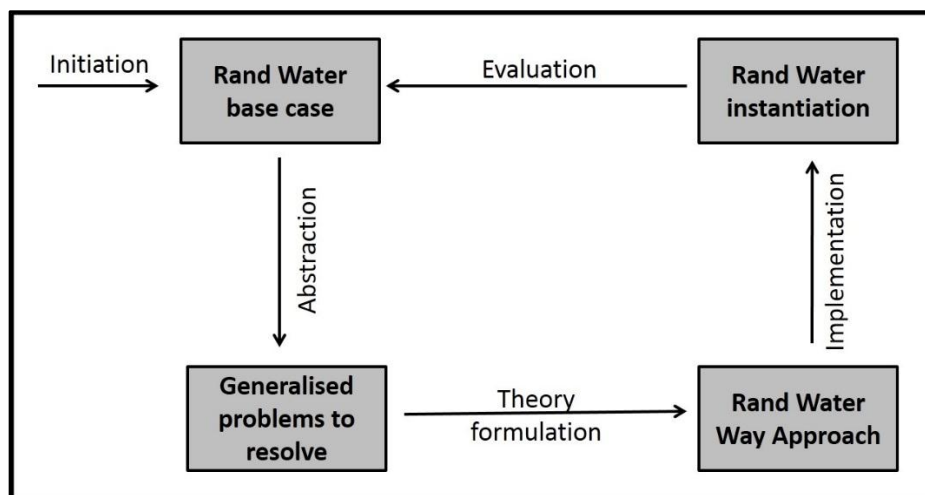 Initiation
Rand Water
base case
Evaluation
Rand Water
instantiation
Abstraction
Implementation
Generalised
problems to
resolve
Theory
formulation
Rand Water
Way Approach